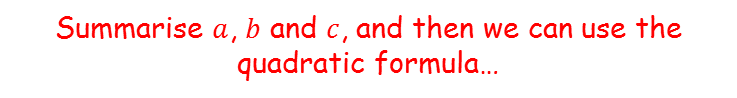 Summarise a, b and c, and then we can use the
quadratic formula...